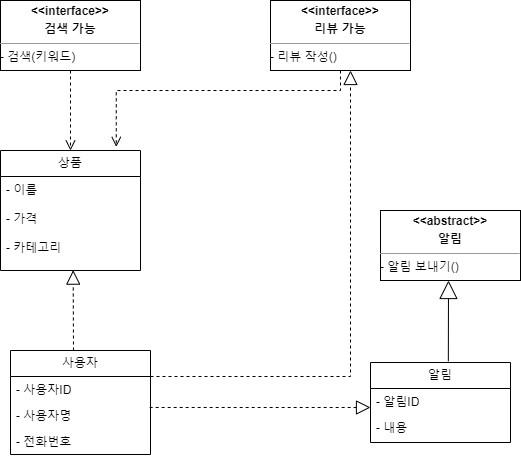 <<interface>>
검색 가능
- 검색(키워드)
<<interface>>
리뷰 가능
- 리뷰 작성()
상품
- 이름
- 가격
- 카테고리
<<abstract>>
알림
- 알림 보내기()
사용자
- 사용자ID
- 사용자명
- 전화번호
알림
- 알림ID
- 내용